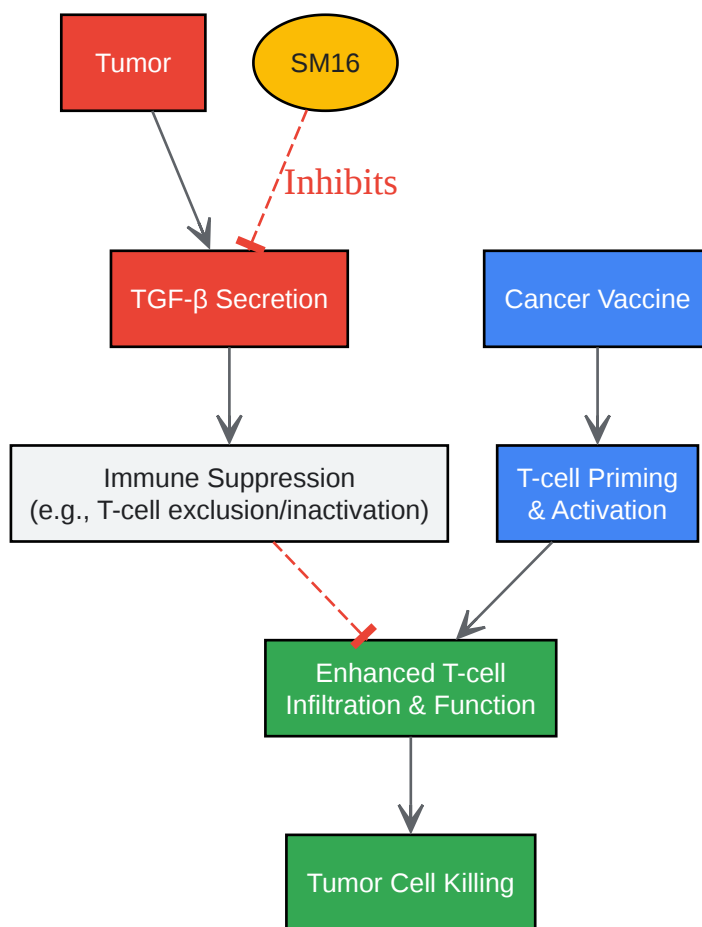 Tumor
SM16
Inhibits
TGF-β Secretion
Cancer Vaccine
Immune Suppression
(e.g., T-cell exclusion/inactivation)
T-cell Priming
& Activation
Enhanced T-cell
Infiltration & Function
Tumor Cell Killing